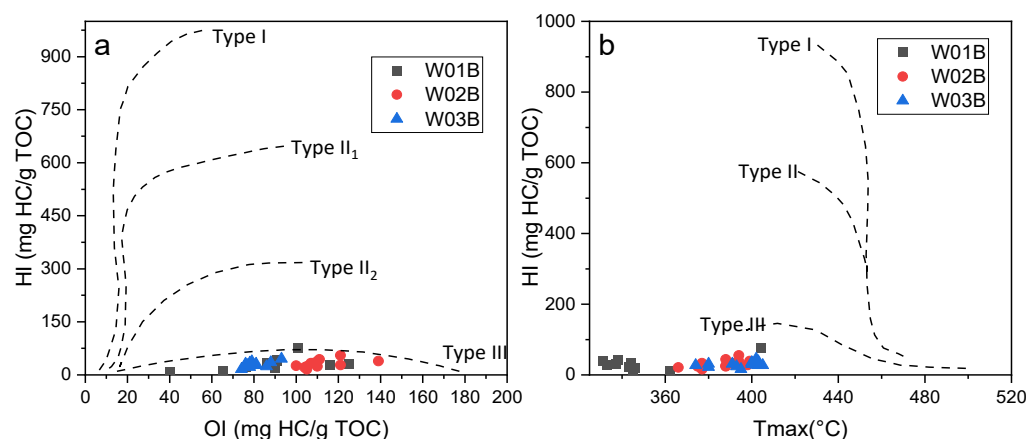 a
Type I
W01B
W02B
W03B
Type II₁
Type II₂
Type III
HI (mg HC/g TOC)
0
150
300
450
600
750
900
0
20
40
60
80
100
120
140
160
180
200
OI (mg HC/g TOC)
b
Type I
W01B
W02B
W03B
Type II
Type III
HI (mg HC/g TOC)
0
200
400
600
800
1000
360
400
440
480
520
Tmax(°C)